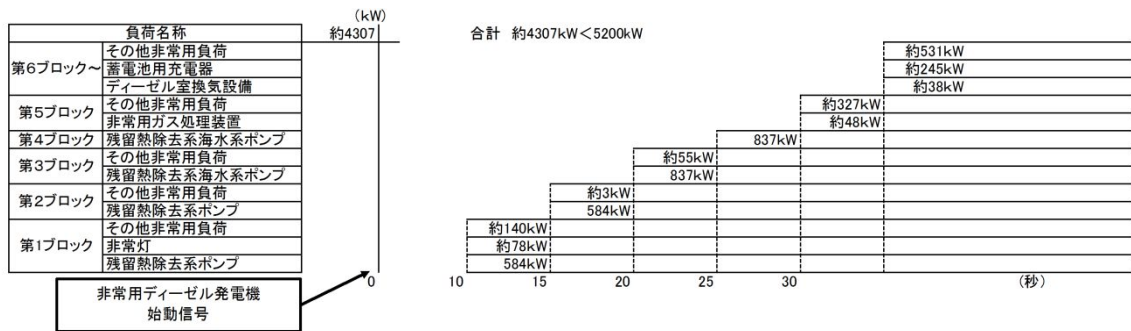 (kW)
負荷名称 約4307 合計 約4307kW<5200kW
第6ブロック~ その他非常用負荷 約531kW
蓄電池用充電器 約245kW
ディーゼル室換気設備 約38kW
第5ブロック その他非常用負荷 約327kW
非常用ガス処理装置 約48kW
第4ブロック 残留熱除去系海水系ポンプ 837kW
第3ブロック その他非常用負荷 約55kW
残留熱除去系海水系ポンプ 837kW
第2ブロック その他非常用負荷 約3kW
残留熱除去系ポンプ 584kW
第1ブロック その他非常用負荷 約140kW
非常灯 約78kW
残留熱除去系ポンプ 584kW
0 10 15 20 25 30 (秒)
非常用ディーゼル発電機
始動信号